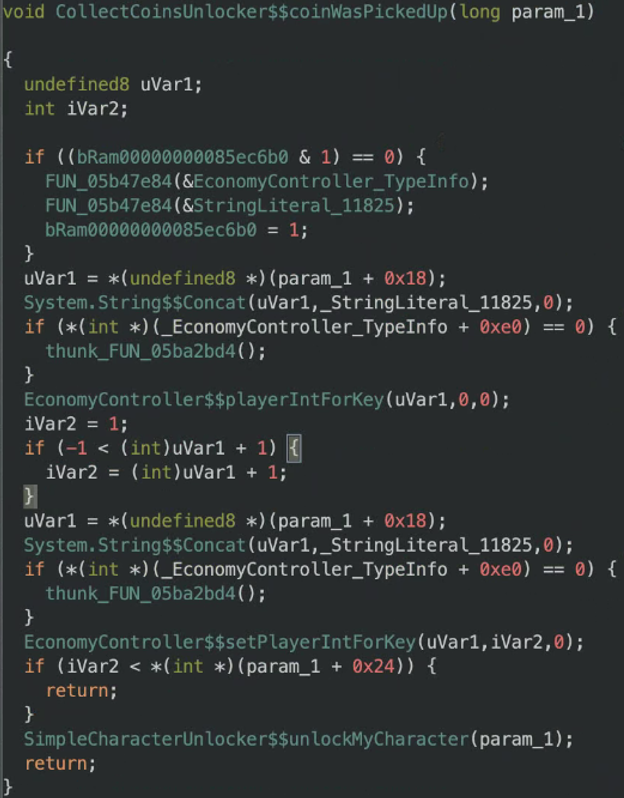 void CollectCoinsUnlocker$$coinWasPickedUp(long param_1)
{
undefined8 uVar1;
int iVar2;
if ((bRam00000000085ec6b0 & 1) == 0) {
FUN_05b47e84(&EconomyController_TypeInfo);
FUN_05b47e84(&StringLiteral_11825);
bRam00000000085ec6b0 = 1;
}
uVar1 = *(undefined8 *)(param_1 + 0x18);
System.String$$Concat(uVar1,_StringLiteral_11825,0);
if (*(int *)(_EconomyController_TypeInfo + 0xe0) == 0) {
thunk_FUN_05ba2bd4();
}
EconomyController$$playerIntForKey(uVar1,0,0);
iVar2 = 1;
if (-1 < (int)uVar1 + 1) {
iVar2 = (int)uVar1 + 1;
}
uVar1 = *(undefined8 *)(param_1 + 0x18);
System.String$$Concat(uVar1,_StringLiteral_11825,0);
if (*(int *)(_EconomyController_TypeInfo + 0xe0) == 0) {
thunk_FUN_05ba2bd4();
}
EconomyController$$setPlayerIntForKey(uVar1,iVar2,0);
if (iVar2 < *(int *)(param_1 + 0x24)) {
return;
}
SimpleCharacterUnlocker$$unlockMyCharacter(param_1);
return;
}